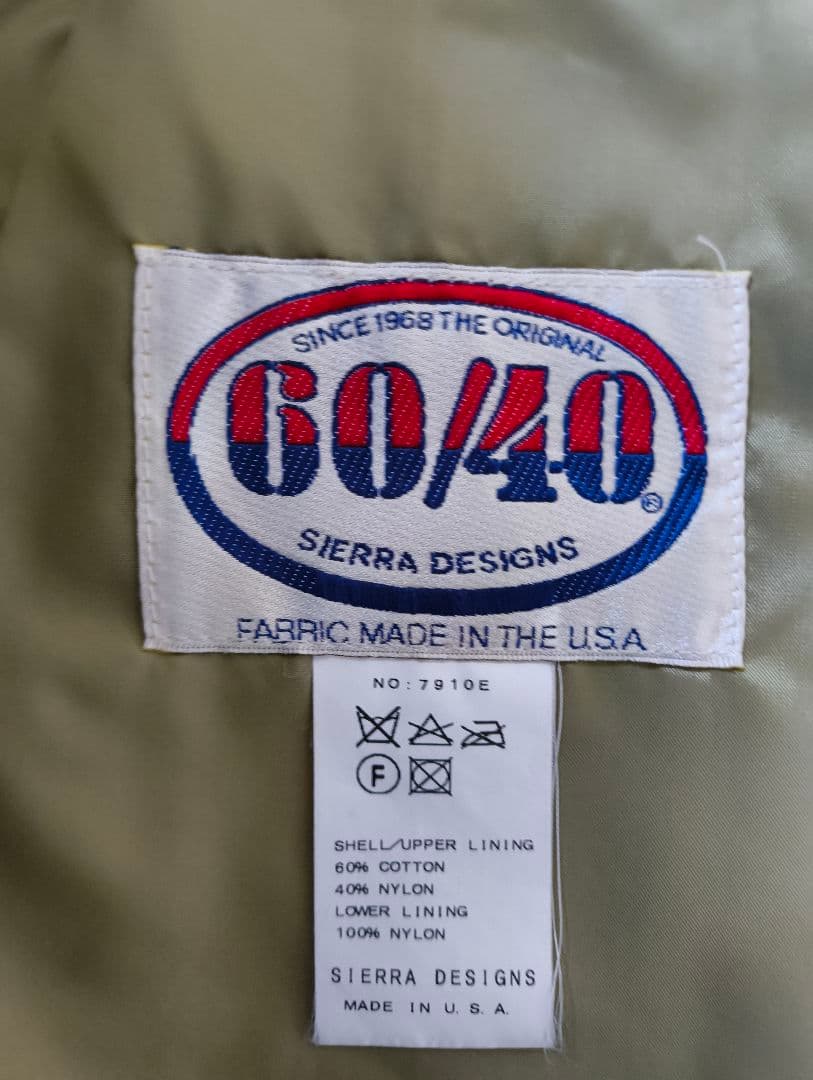 SINCE 1968 THE ORIGINAL
60/40®
SIERRA DESIGNS
FABRIC MADE IN THE U.S.A
NO:7910E
F
SHELL/UPPER LINING
60% COTTON
40% NYLON
LOWER LINING
100% NYLON
SIERRA DESIGNS
MADE IN U.S.A.